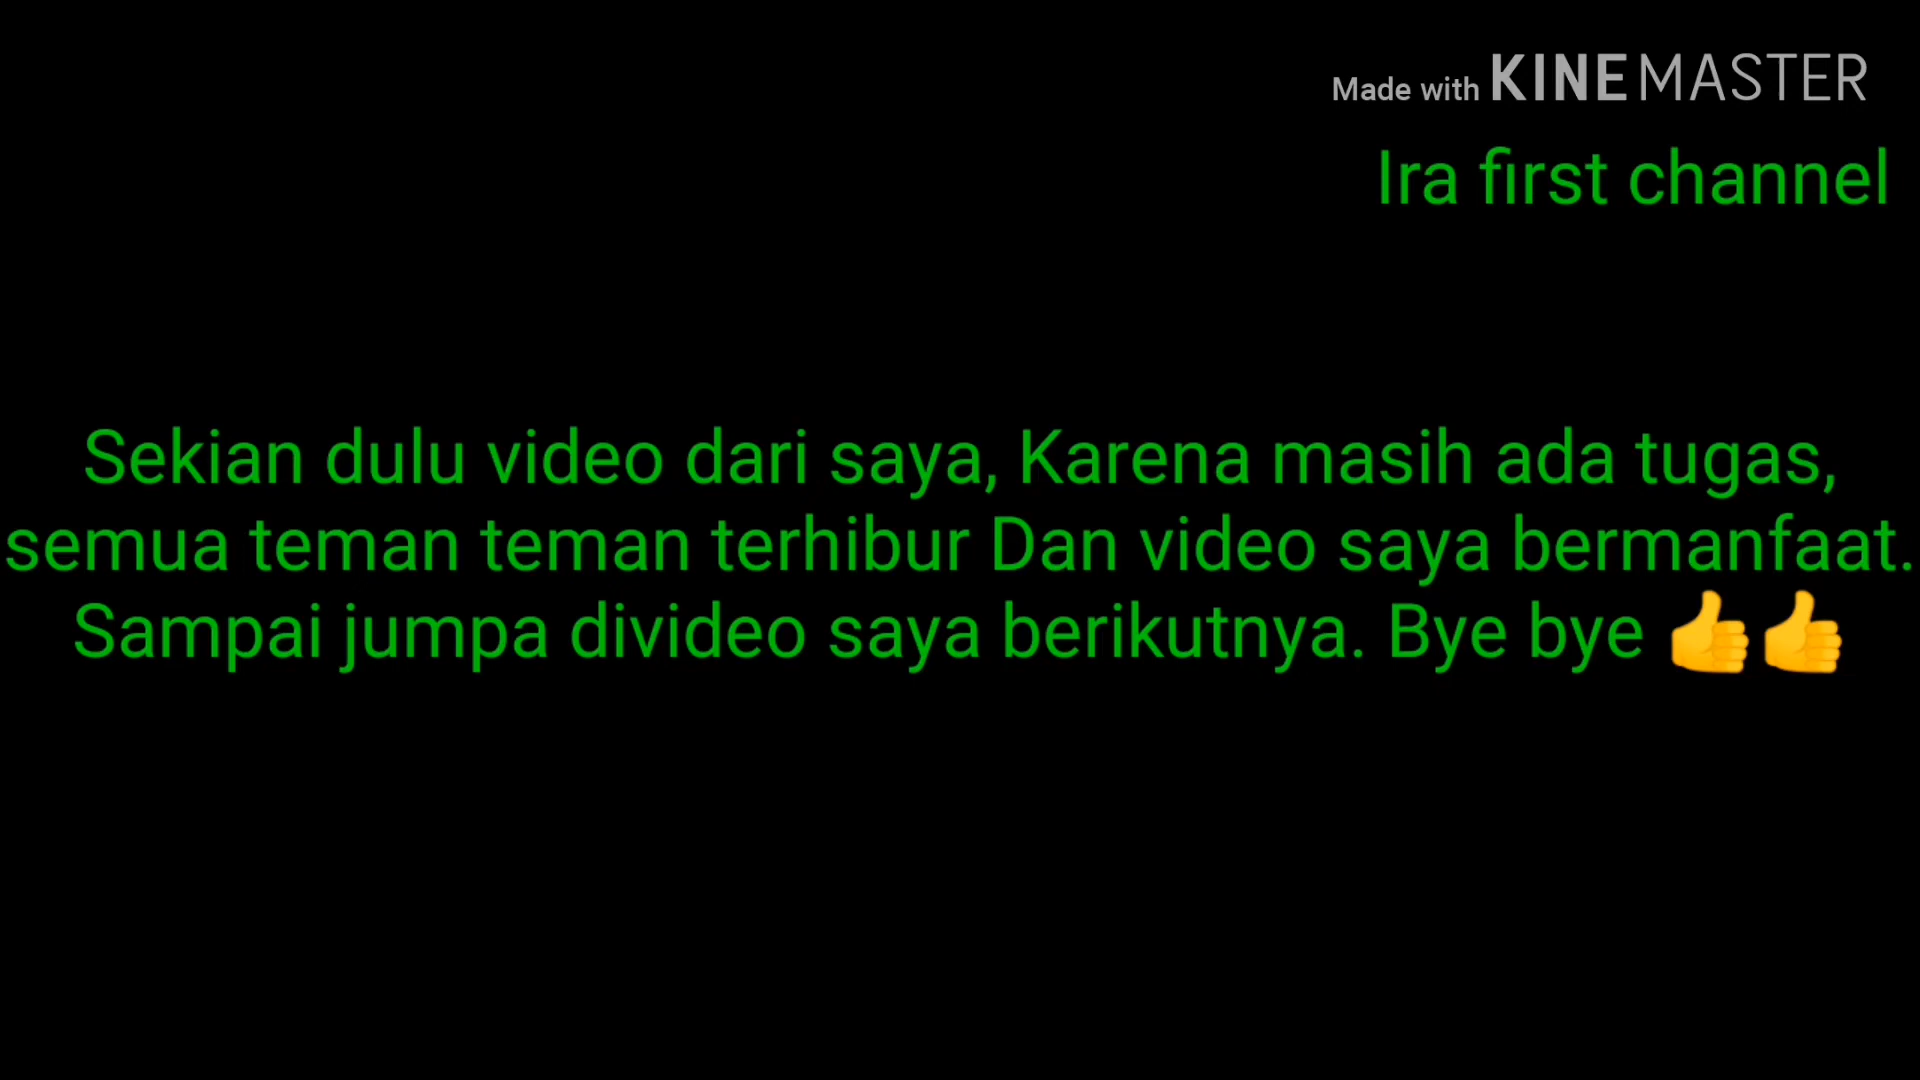 Made with KINEMASTER
Ira first channel
Sekian dulu video dari saya, Karena masih ada tugas,
semua teman teman terhibur Dan video saya bermanfaat.
Sampai jumpa divideo saya berikutnya. Bye bye 👍👍